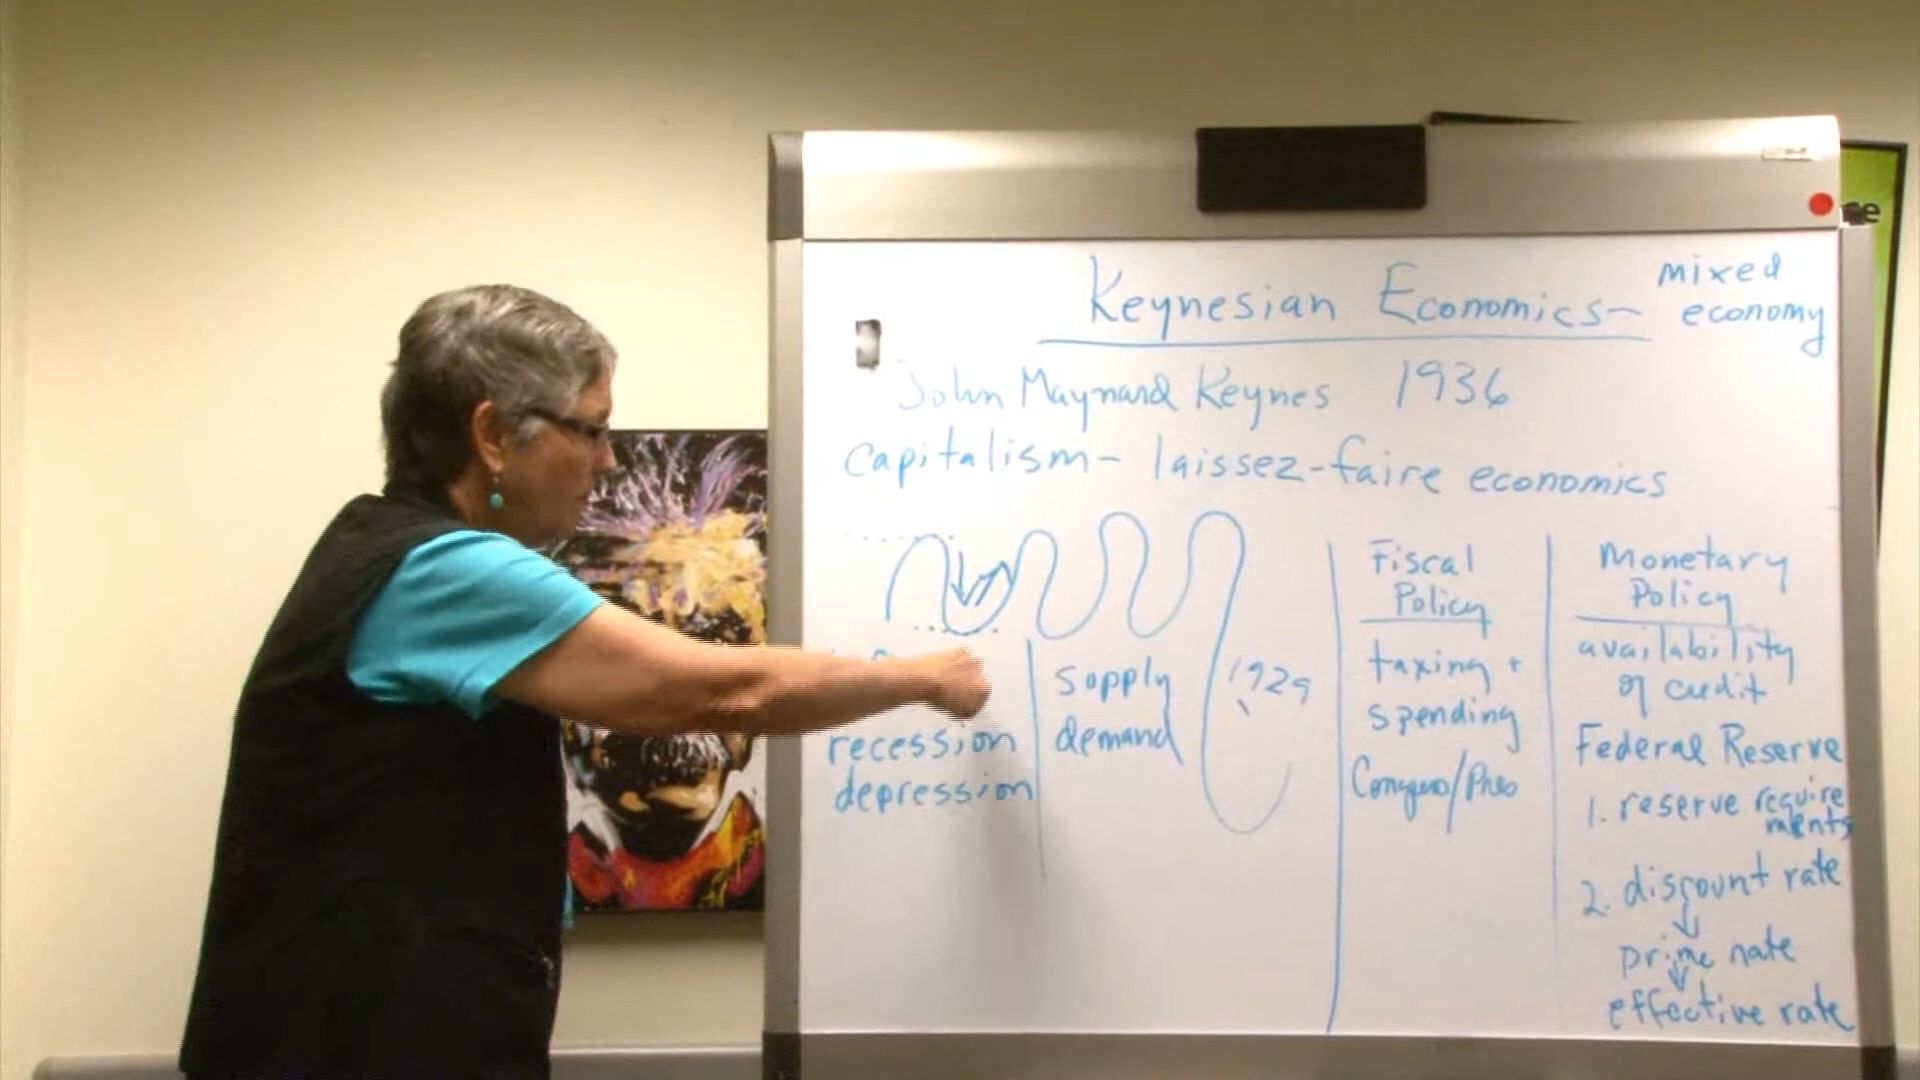 Keynesian Economics- mixed
economy
John Maynard Keynes 1936
capitalism- laissez-faire economics
recession
depression
supply
demand
1929
Fiscal
Policy
taxing +
spending
Congress/Pres
Monetary
Policy
availability
of credit
Federal Reserve
1. reserve require
ments
2. discount rate
prime rate
effective rate